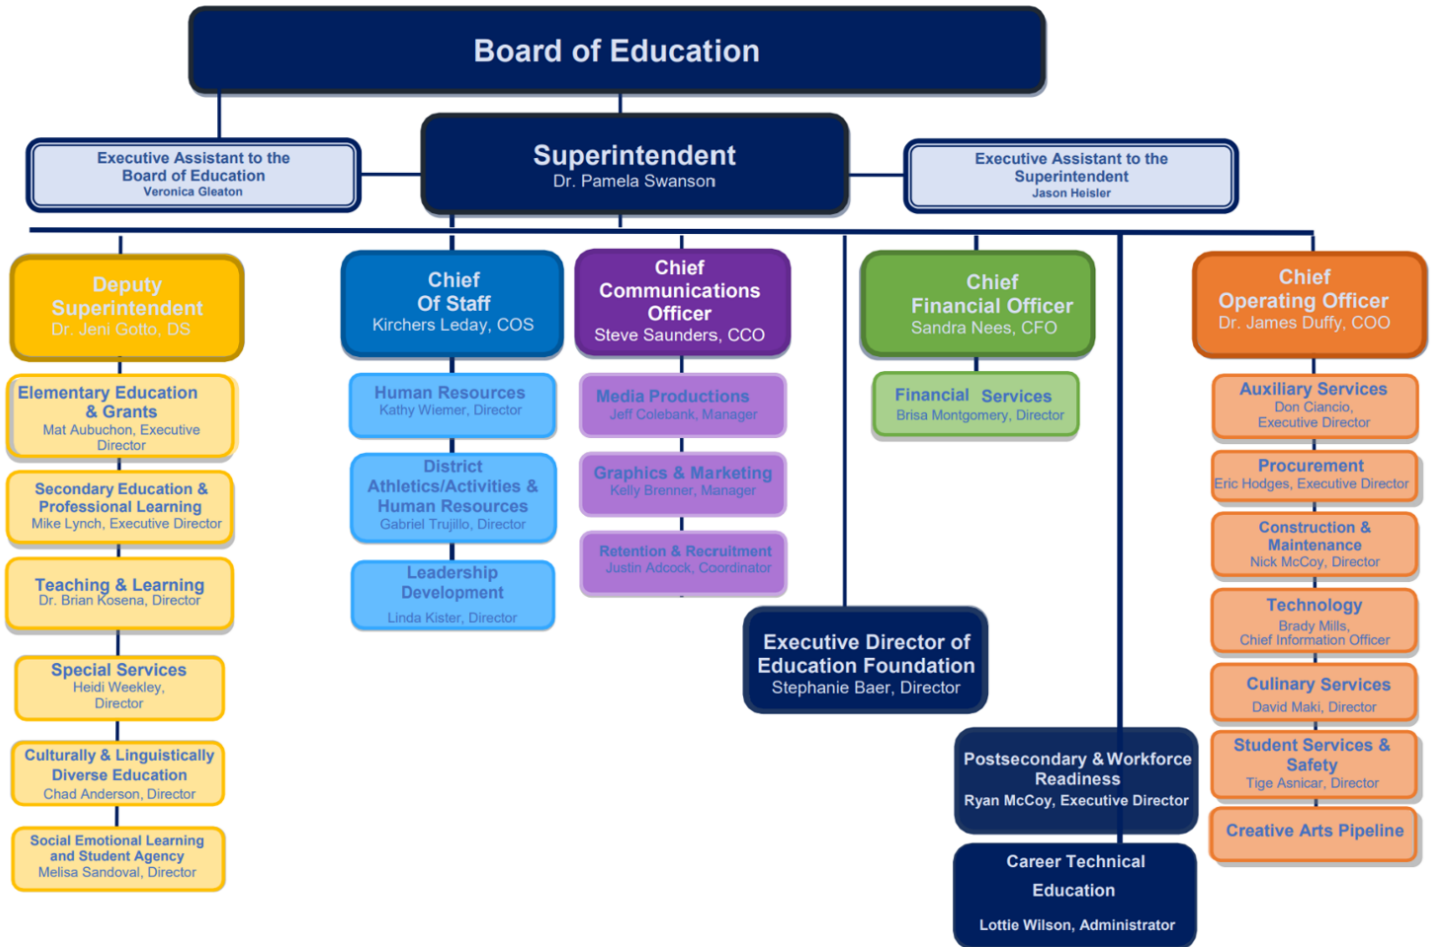 Board of Education
Executive Assistant to the
Board of Education
Veronica Gleaton
Superintendent
Dr. Pamela Swanson
Executive Assistant to the
Superintendent
Jason Heisler
Deputy
Superintendent
Dr. Jeni Gotto, DS
Elementary Education
& Grants
Mat Aubuchon, Executive
Director
Secondary Education &
Professional Learning
Mike Lynch, Executive Director
Teaching & Learning
Dr. Brian Kosena, Director
Special Services
Heidi Weekley,
Director
Culturally & Linguistically
Diverse Education
Chad Anderson, Director
Social Emotional Learning
and Student Agency
Melisa Sandoval, Director
Chief
Of Staff
Kirchers Leday, COS
Human Resources
Kathy Wiemer, Director
District
Athletics/Activities &
Human Resources
Gabriel Trujillo, Director
Leadership
Development
Linda Kister, Director
Chief
Communications
Officer
Steve Saunders, CCO
Media Productions
Jeff Colebank, Manager
Graphics & Marketing
Kelly Brenner, Manager
Retention & Recruitment
Justin Adcock, Coordinator
Executive Director of
Education Foundation
Stephanie Baer, Director
Chief
Financial Officer
Sandra Nees, CFO
Financial Services
Brisa Montgomery, Director
Postsecondary & Workforce
Readiness
Ryan McCoy, Executive Director
Career Technical
Education
Lottie Wilson, Administrator
Chief
Operating Officer
Dr. James Duffy, COO
Auxiliary Services
Don Ciancio,
Executive Director
Procurement
Eric Hodges, Executive Director
Construction &
Maintenance
Nick McCoy, Director
Technology
Brady Mills,
Chief Information Officer
Culinary Services
David Maki, Director
Student Services &
Safety
Tige Asnicar, Director
Creative Arts Pipeline